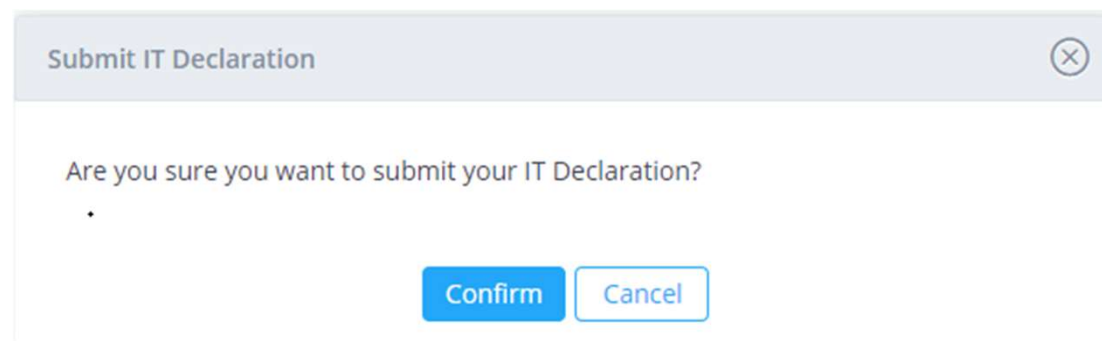 Submit IT Declaration
Are you sure you want to submit your IT Declaration?
Confirm Cancel